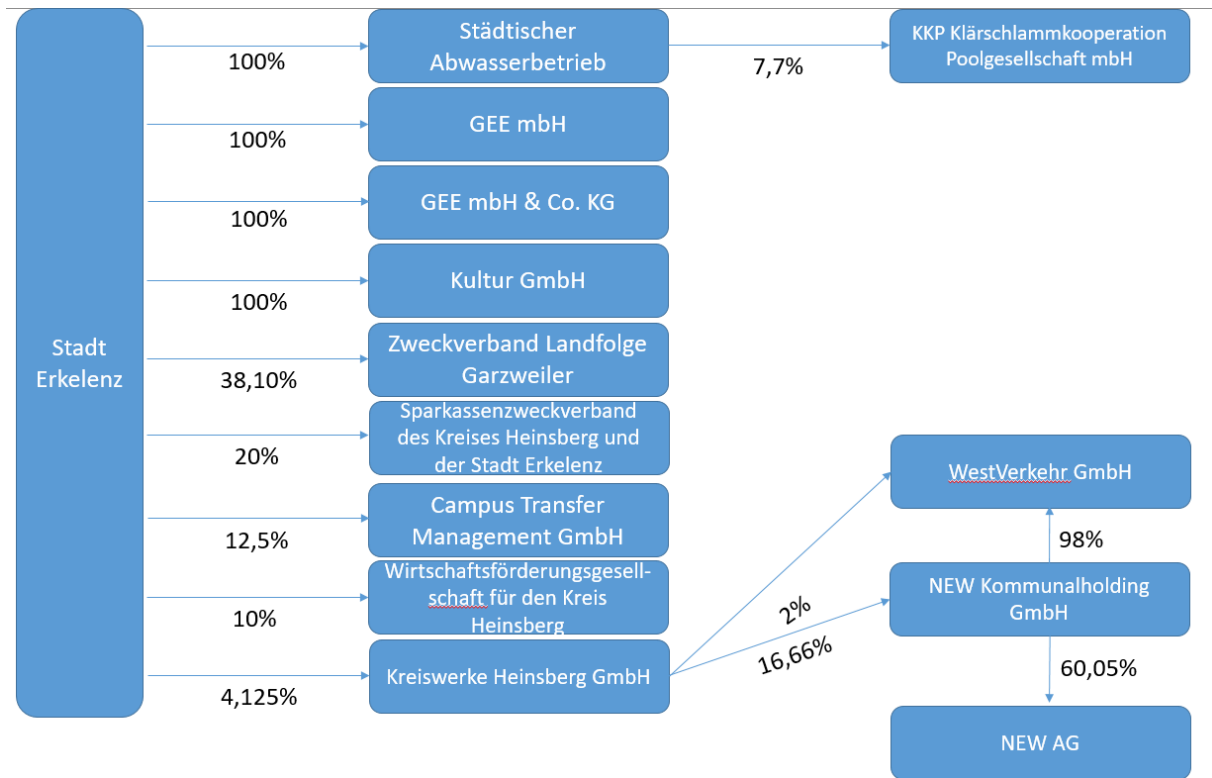 Stadt
Erkelenz
100%
Städtischer
Abwasserbetrieb
7,7%
KKP Klärschlammkooperation
Poolgesellschaft mbH
100%
GEE mbH
100%
GEE mbH & Co. KG
100%
Kultur GmbH
38,10%
Zweckverband Landfolge
Garzweiler
20%
Sparkassenzweckverband
des Kreises Heinsberg und
der Stadt Erkelenz
12,5%
Campus Transfer
Management GmbH
10%
Wirtschaftsförderungsgesell-
schaft für den Kreis
Heinsberg
4,125%
Kreiswerke Heinsberg GmbH
2%
16,66%
WestVerkehr GmbH
98%
NEW Kommunalholding
GmbH
60,05%
NEW AG